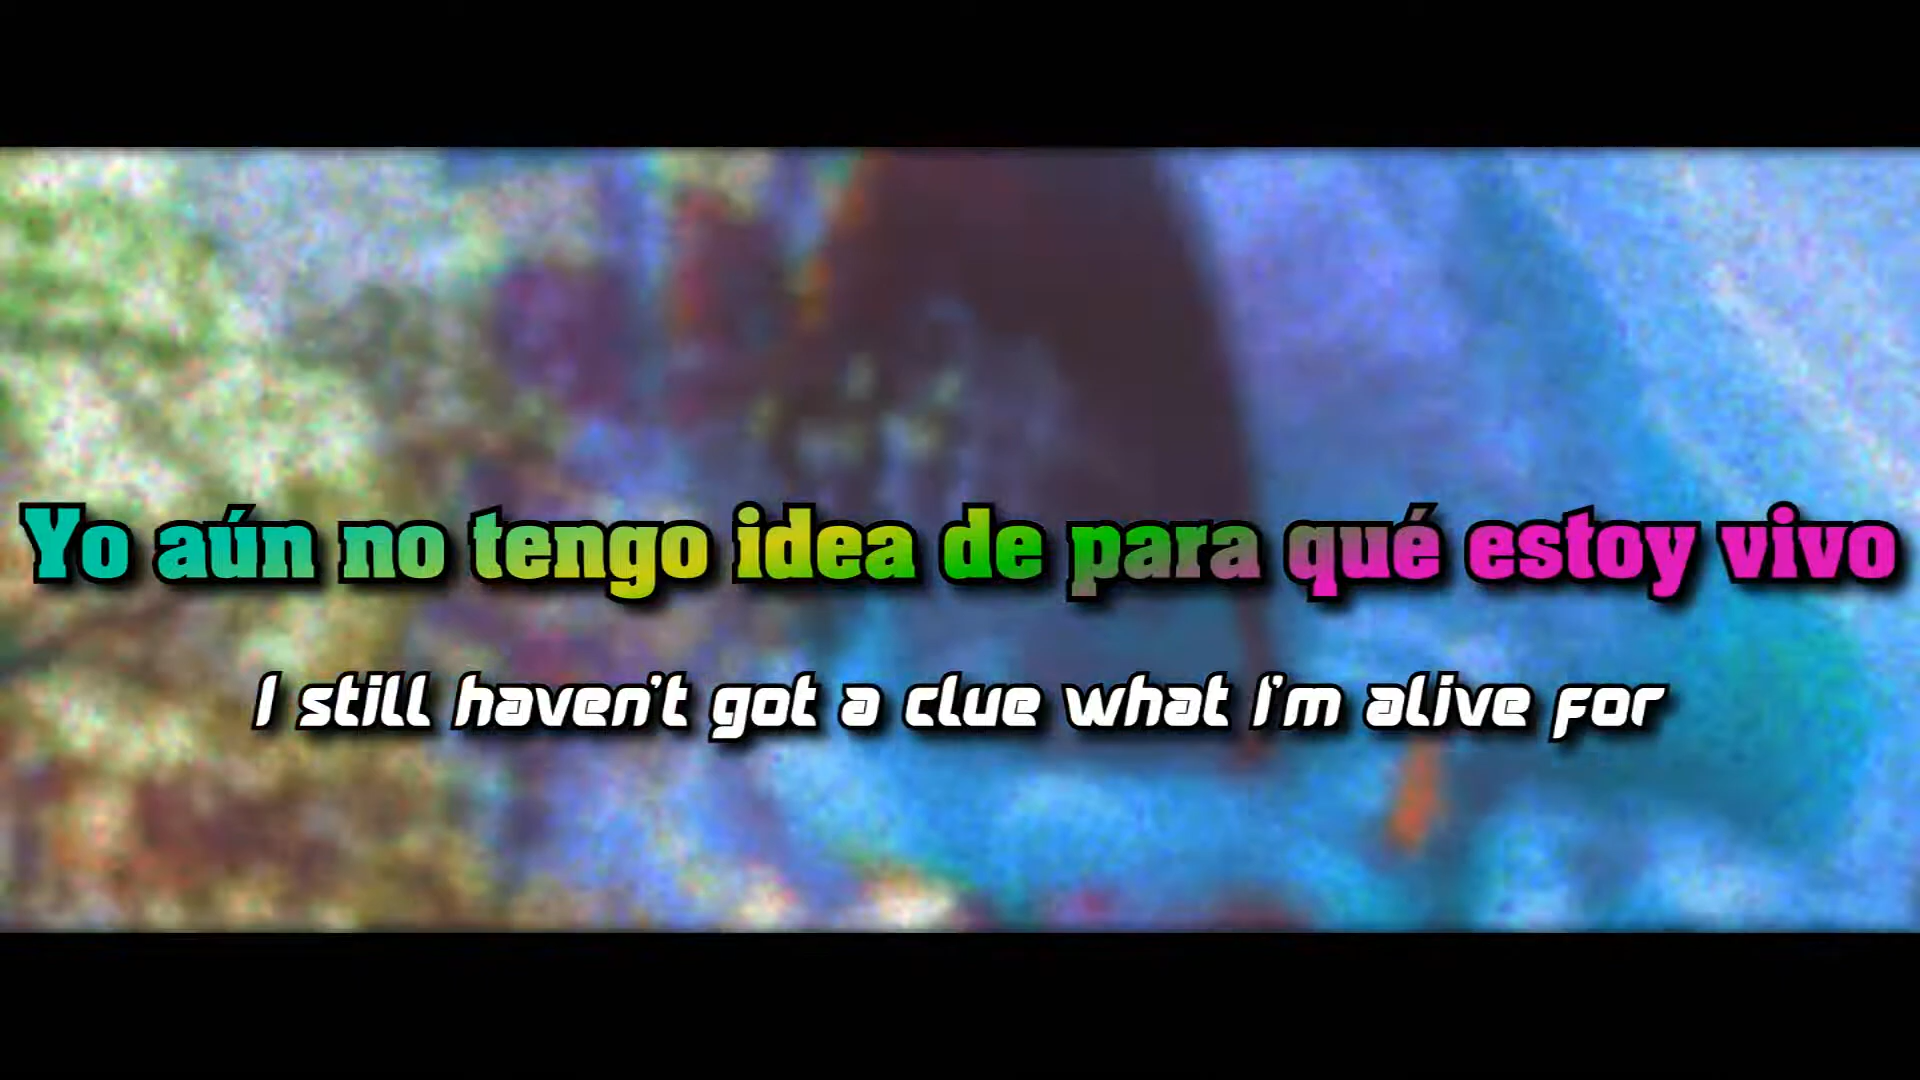 Yo aún no tengo idea de para qué estoy vivo
I still haven't got a clue what I'm alive for